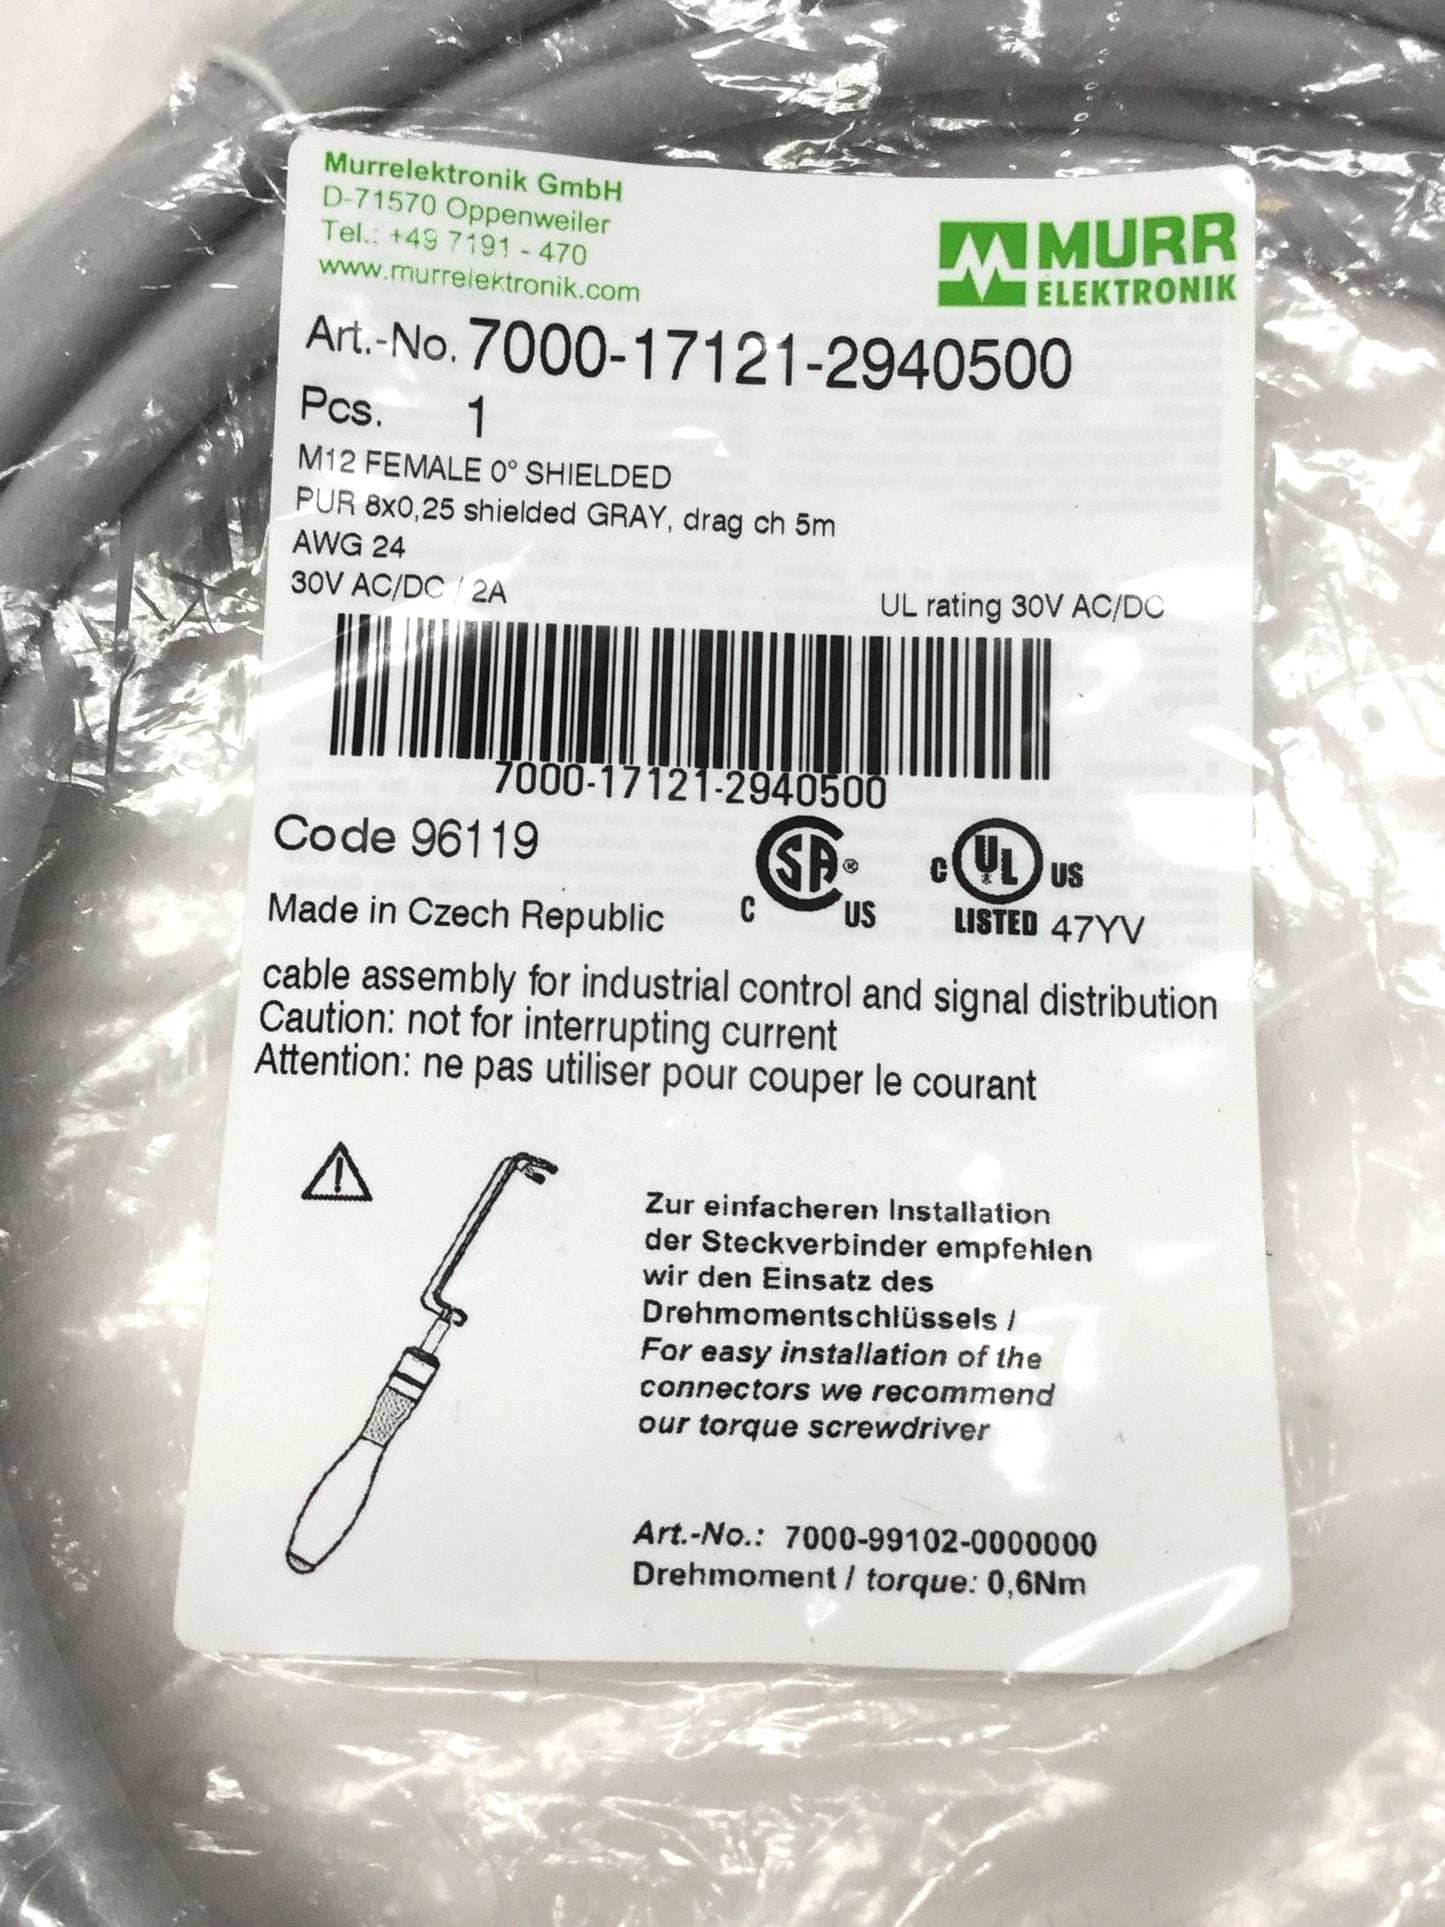 Murrelektronik GmbH
D-71570 Oppenweiler
Tel.: +49 7191 - 470
www.murrelektronik.com
MURR
ELEKTRONIK
Art.-No. 7000-17121-2940500
Pcs. 1
M12 FEMALE 0° SHIELDED
PUR 8x0,25 shielded GRAY, drag ch 5m
AWG 24
30V AC/DC / 2A
UL rating 30V AC/DC
7000-17121-2940500
Code 96119
Made in Czech Republic
C SA ® US
C UL US
LISTED 47YV
cable assembly for industrial control and signal distribution
Caution: not for interrupting current
Attention: ne pas utiliser pour couper le courant
Zur einfacheren Installation
der Steckverbinder empfehlen
wir den Einsatz des
Drehmomentschlüssels /
For easy installation of the
connectors we recommend
our torque screwdriver
Art.-No.: 7000-99102-0000000
Drehmoment / torque: 0,6Nm